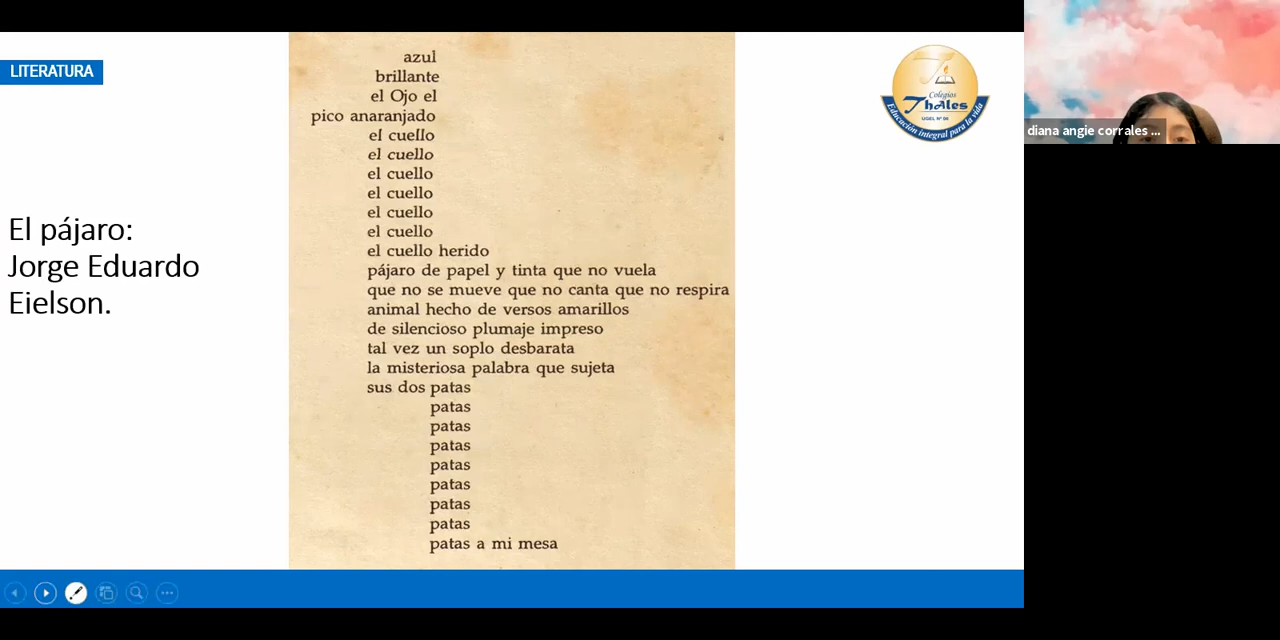 LITERATURA
El pájaro:
Jorge Eduardo
Eielson.
azul
brillante
el Ojo el
pico anaranjado
el cuello
el cuello
el cuello
el cuello
el cuello
el cuello
el cuello herido
pájaro de papel y tinta que no vuela
que no se mueve que no canta que no respira
animal hecho de versos amarillos
de silencioso plumaje impreso
tal vez un soplo desbarata
la misteriosa palabra que sujeta
sus dos patas
patas
patas
patas
patas
patas
patas
patas
patas a mi mesa
Colegios
Thales
UGEL Nº 06
Educación integral para la vida
diana angie corrales ...